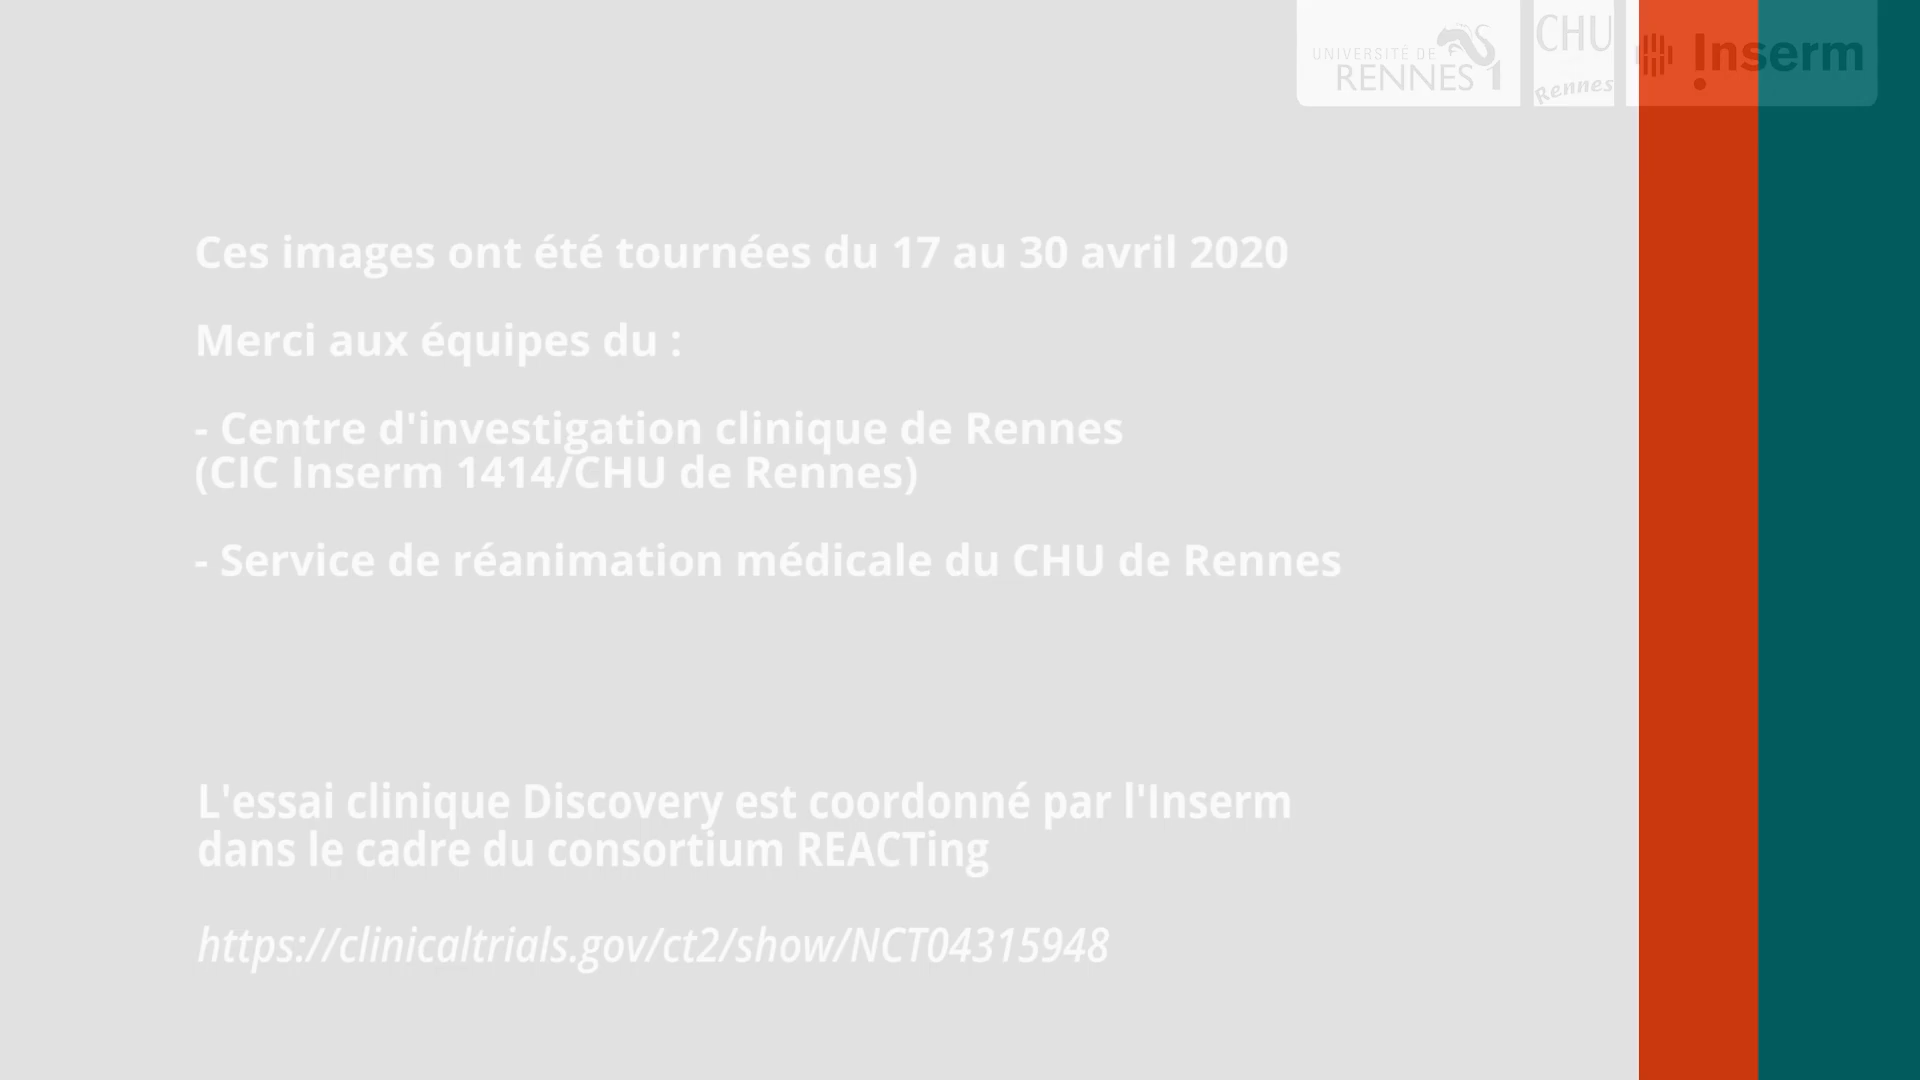 UNIVERSITÉ DE
RENNES 1
CHU
Rennes
Inserm
Ces images ont été tournées du 17 au 30 avril 2020
Merci aux équipes du :
- Centre d'investigation clinique de Rennes
(CIC Inserm 1414/CHU de Rennes)
- Service de réanimation médicale du CHU de Rennes
L'essai clinique Discovery est coordonné par l'Inserm
dans le cadre du consortium REACTing
https://clinicaltrials.gov/ct2/show/NCT04315948